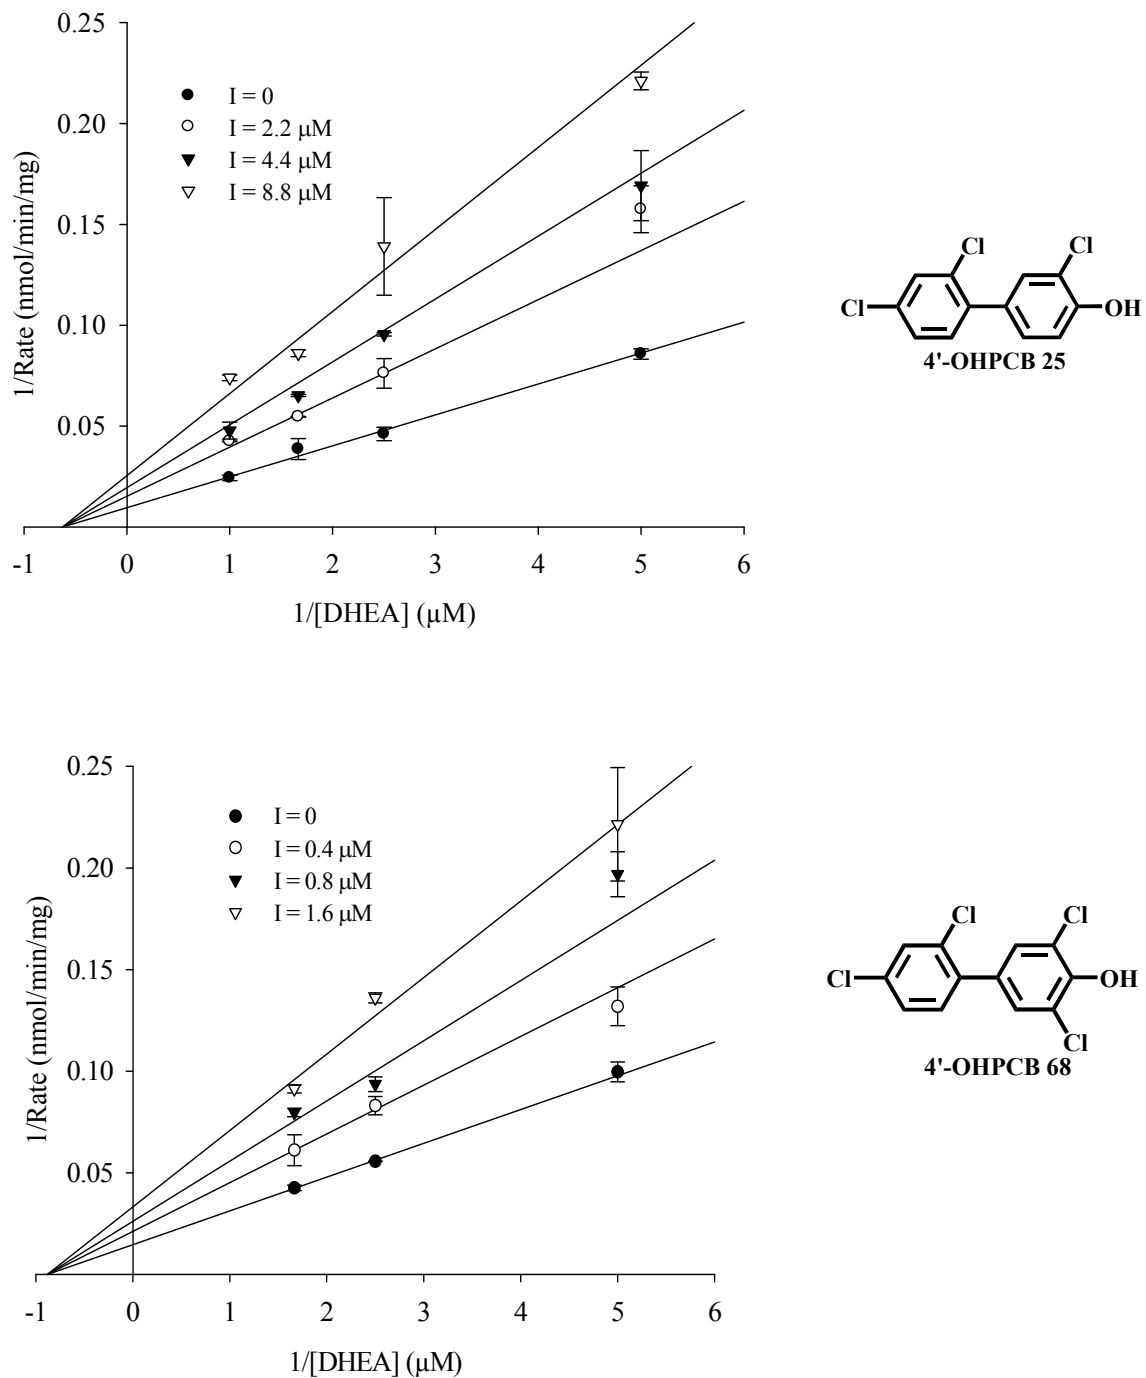 0.25
0.20
0.15
0.10
0.05
1/Rate (nmol/min/mg)
I = 0
I = 2.2 µM
I = 4.4 µM
I = 8.8 µM
-1 0 1 2 3 4 5 6
1/[DHEA] (µM)
Cl
Cl
Cl
OH
4'-OHPCB 25
0.25
0.20
0.15
0.10
0.05
1/Rate (nmol/min/mg)
I = 0
I = 0.4 µM
I = 0.8 µM
I = 1.6 µM
-1 0 1 2 3 4 5 6
1/[DHEA] (µM)
Cl
Cl
Cl
OH
Cl
4'-OHPCB 68